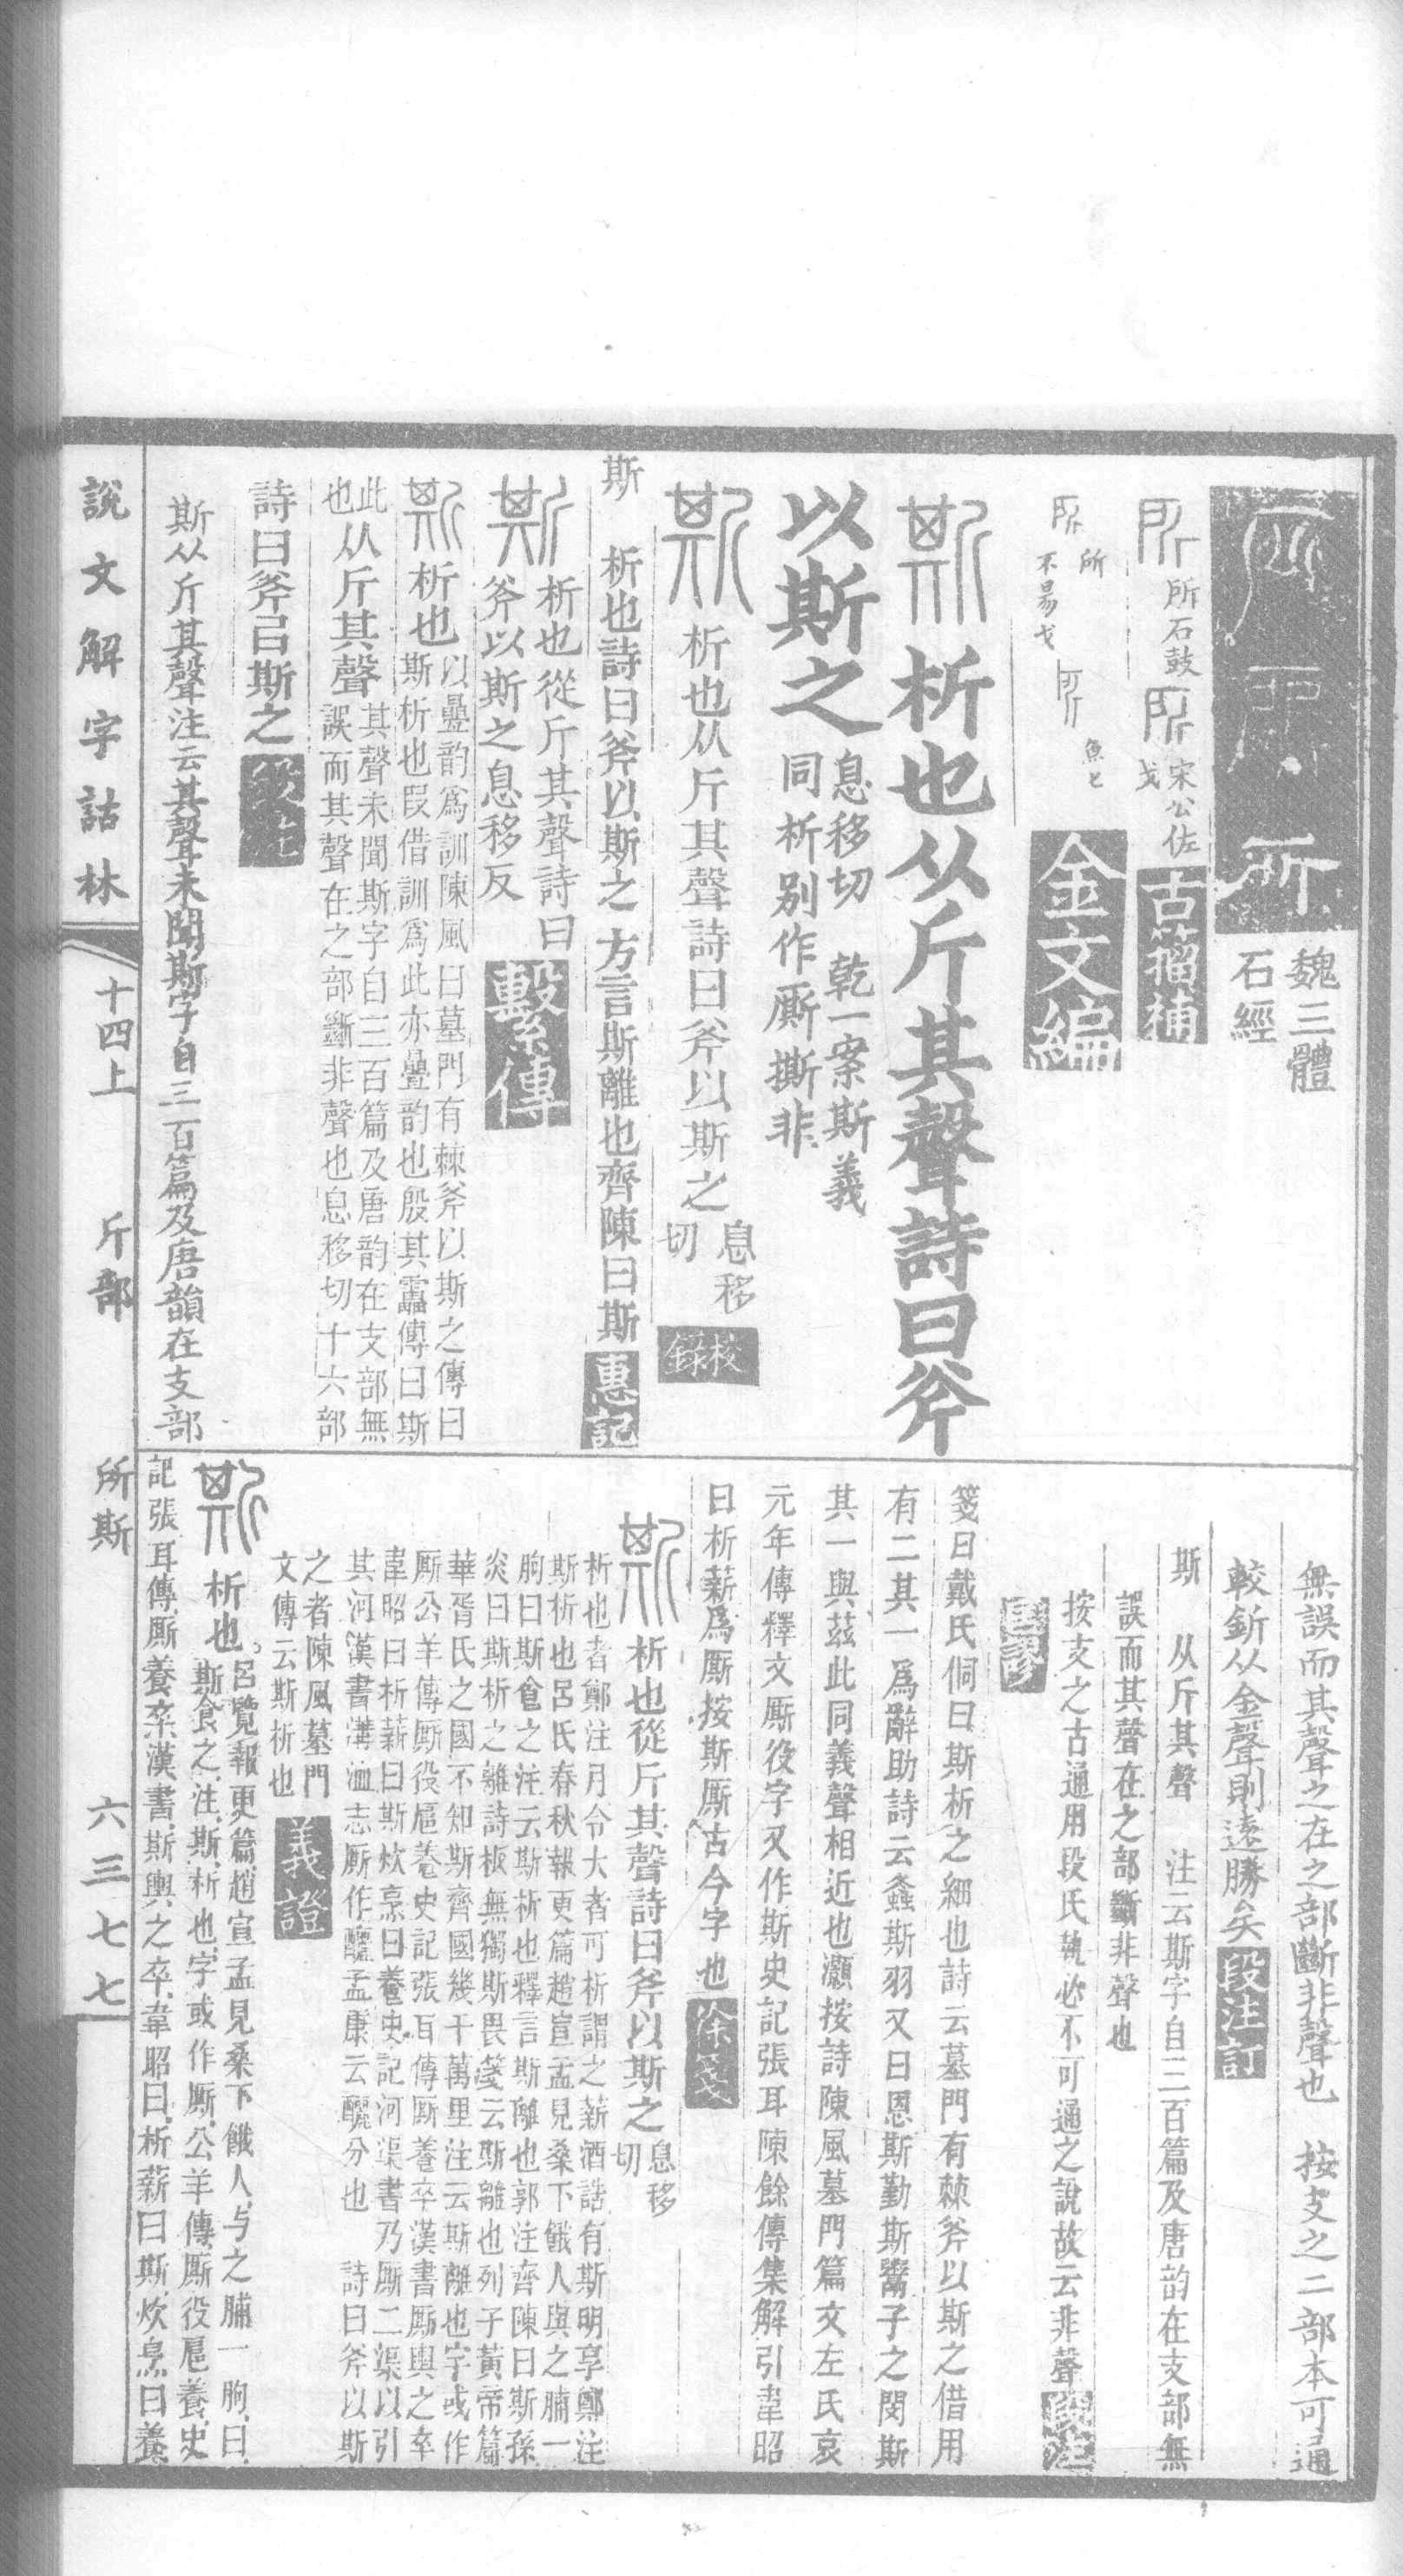 所
魏三體
石經
所石鼓
宋公佐
戈
古籀補
所
不昜戈
魚匕
金文編
析也从斤其聲詩曰斧
以斯之
息移切 乾一案斯義
同析別作厮撕非
析也从斤其聲詩曰斧以斯之
息移
切
校
錄
斯 析也詩曰斧以斯之 方言斯離也齊陳曰斯
惠記
析也從斤其聲詩曰
斧以斯之息移反
繫傳
析也
以疊韵爲訓陳風曰墓門有棘斧以斯之傳曰
斯析也叚借訓爲此亦疊韵也殷其靁傳曰斯
此
也
从斤其聲
其聲未聞斯字自三百篇及唐韵在支部無
誤而其聲在之部斷非聲也息移切十六部
詩曰斧㠯斯之
段注
斯从斤其聲注云其聲未聞斯字自三百篇及唐韻在支部
無誤而其聲之在之部斷非聲也 按支之二部本可通
較釿从金聲則遠勝矣
段注訂
斯 从斤其聲 注云斯字自三百篇及唐韵在支部無
誤而其聲在之部斷非聲也
按支之古通用段氏執必不可通之說故云非聲
箋曰戴氏侗曰斯析之細也詩云墓門有棘斧以斯之借用
有二其一爲辭助詩云螽斯羽又曰恩斯勤斯鬻子之閔斯
其一與茲此同義聲相近也灝按詩陳風墓門篇文左氏哀
元年傳釋文厮役字又作斯史記張耳陳餘傳集解引韋昭
曰析薪爲厮按斯厮古今字也
徐箋
析也從斤其聲詩曰斧以斯之
息移
切
析也者鄭注月令大者可析謂之薪酒誥有斯明享鄭注
斯析也呂氏春秋報更篇趙宣孟見桑下餓人與之脯一
朐曰斯食之注云斯析也釋言斯離也郭注齊陳曰斯孫
炎曰斯析之離詩板無獨斯畏箋云斯離也列子黃帝篇
華胥氏之國不知斯齊國幾千萬里注云斯離也字或作
厮公羊傳厮役扈養史記張耳傳厮養卒漢書厮輿之卒
韋昭曰析薪曰斯炊烹曰養史記河渠書乃厮二渠以引
其河漢書溝洫志厮作釃孟康云釃分也 詩曰斧以斯
之者陳風墓門
文傳云斯析也
義證
析也。
呂覽報更篇,趙宣孟見桑下餓人,与之脯一朐,曰,
斯食之,注,斯,析也,字或作厮,公羊傳,厮役扈養,史
記張耳傳,厮養卒,漢書,斯輿之卒,韋昭曰,析薪曰斯,炊烹曰養
說文解字詁林
十四上
斤部
所斯
六三七七